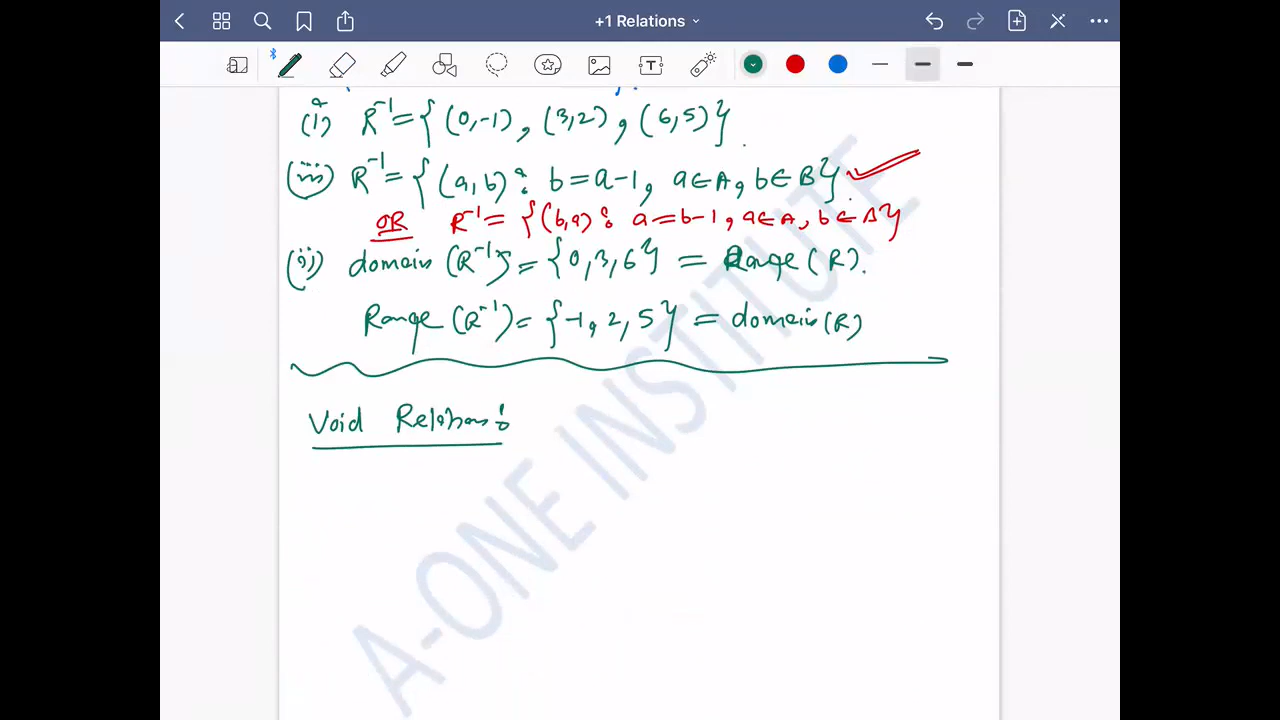 +1 Relations
(i) R⁻¹ = {(0,-1), (3,2), (6,5)}.
(iii) R⁻¹ = {(a,b) : b = a-1, a∈A, b∈B}
OR R⁻¹ = {(b,a) : a = b-1, a∈A, b∈B}
(ii) domain (R⁻¹) = {0,3,6} = Range (R).
Range (R⁻¹) = {-1, 2, 5} = domain (R)
Void Relation :
A-ONE INSTITUTE